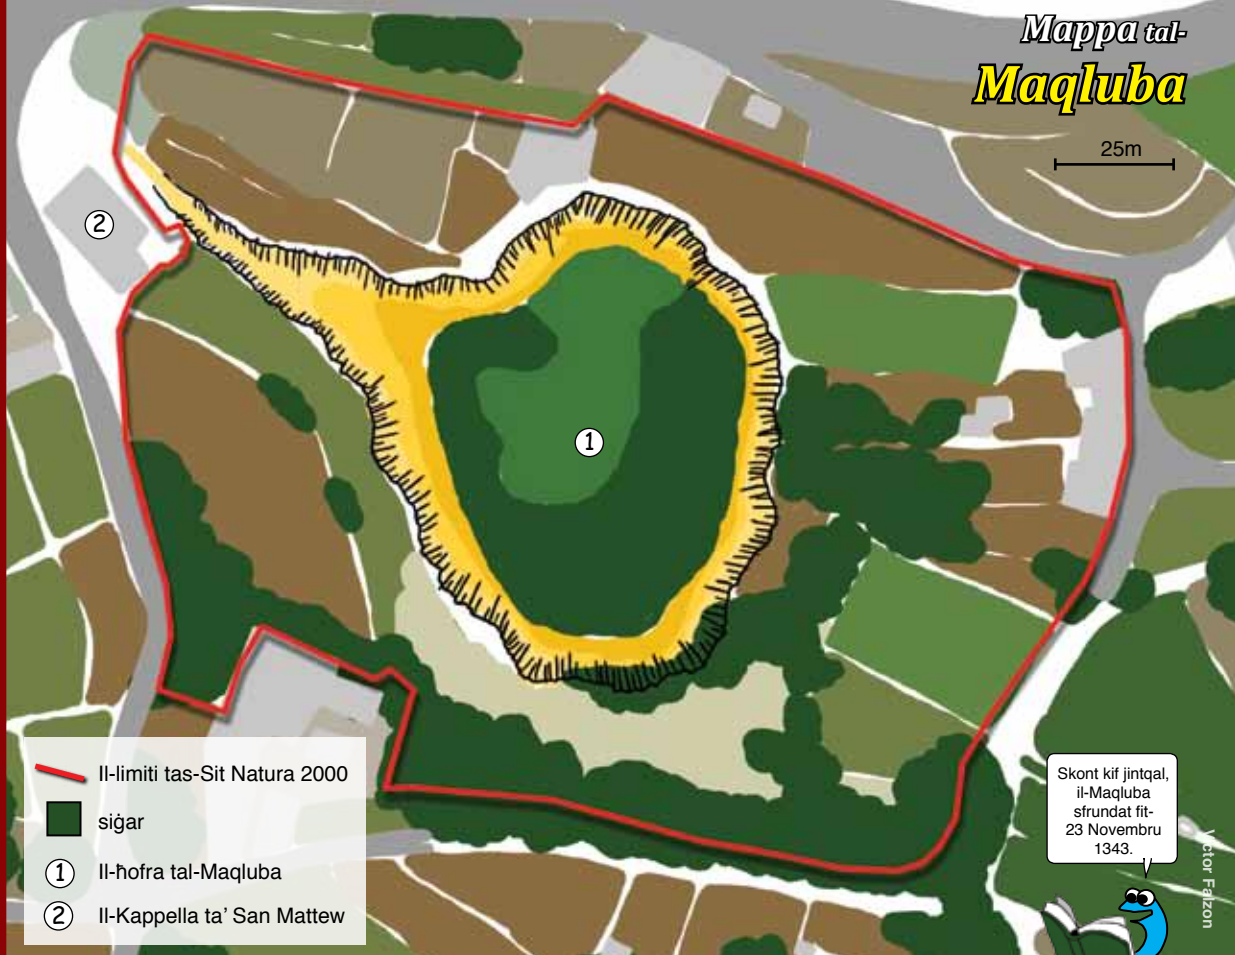 Mappa tal-
Maqluba
25m
2
1
Il-limiti tas-Sit Natura 2000
siġar
1 Il-ħofra tal-Maqluba
2 Il-Kappella ta’ San Mattew
Skont kif jintqal,
il-Maqluba
sfrundat fit-
23 Novembru
1343.
Victor Falzon